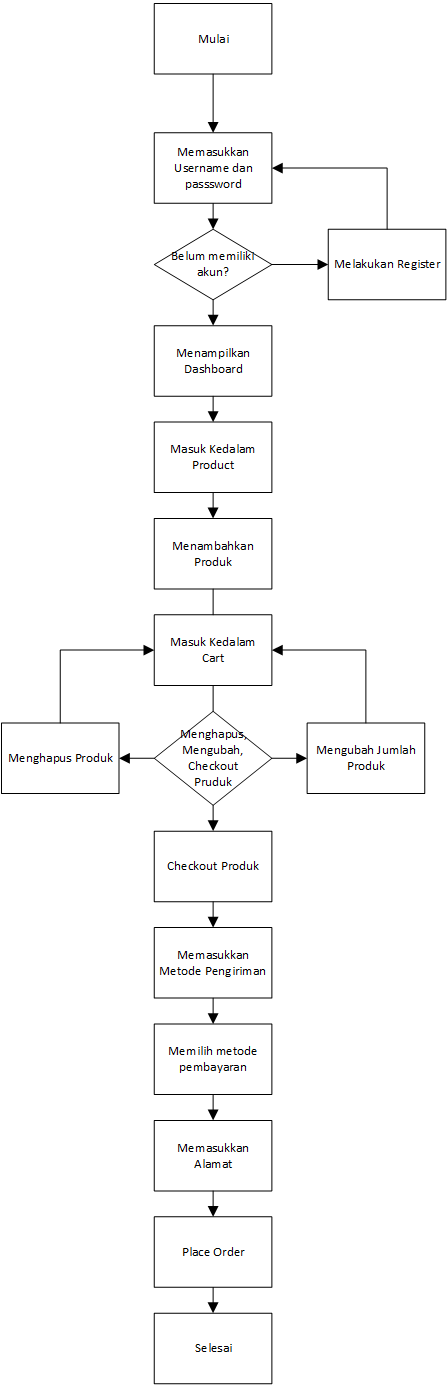 Mulai
Memasukkan
Username dan
passsword
Belum memiliki
akun?
Melakukan Register
Menampilkan
Dashboard
Masuk Kedalam
Product
Menambahkan
Produk
Masuk Kedalam
Cart
Menghapus Produk
Menghapus,
Mengubah,
Checkout
Pruduk
Mengubah Jumlah
Produk
Checkout Produk
Memasukkan
Metode Pengiriman
Memilih metode
pembayaran
Memasukkan
Alamat
Place Order
Selesai